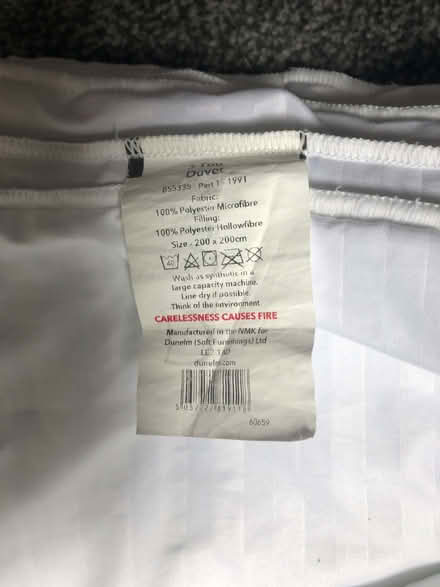 Duvet
BS5335 Part 1 - 1991
Fabric:
100% Polyester Microfibre
Filling:
100% Polyester Hollowfibre
Size - 200 x 200cm
40
Wash as synthetic in a
large capacity machine.
Line dry if possible.
Think of the environment
CARELESSNESS CAUSES FIRE
Manufactured in the NMK for
Dunelm (Soft Furnishings) Ltd
dunelm.com
60659